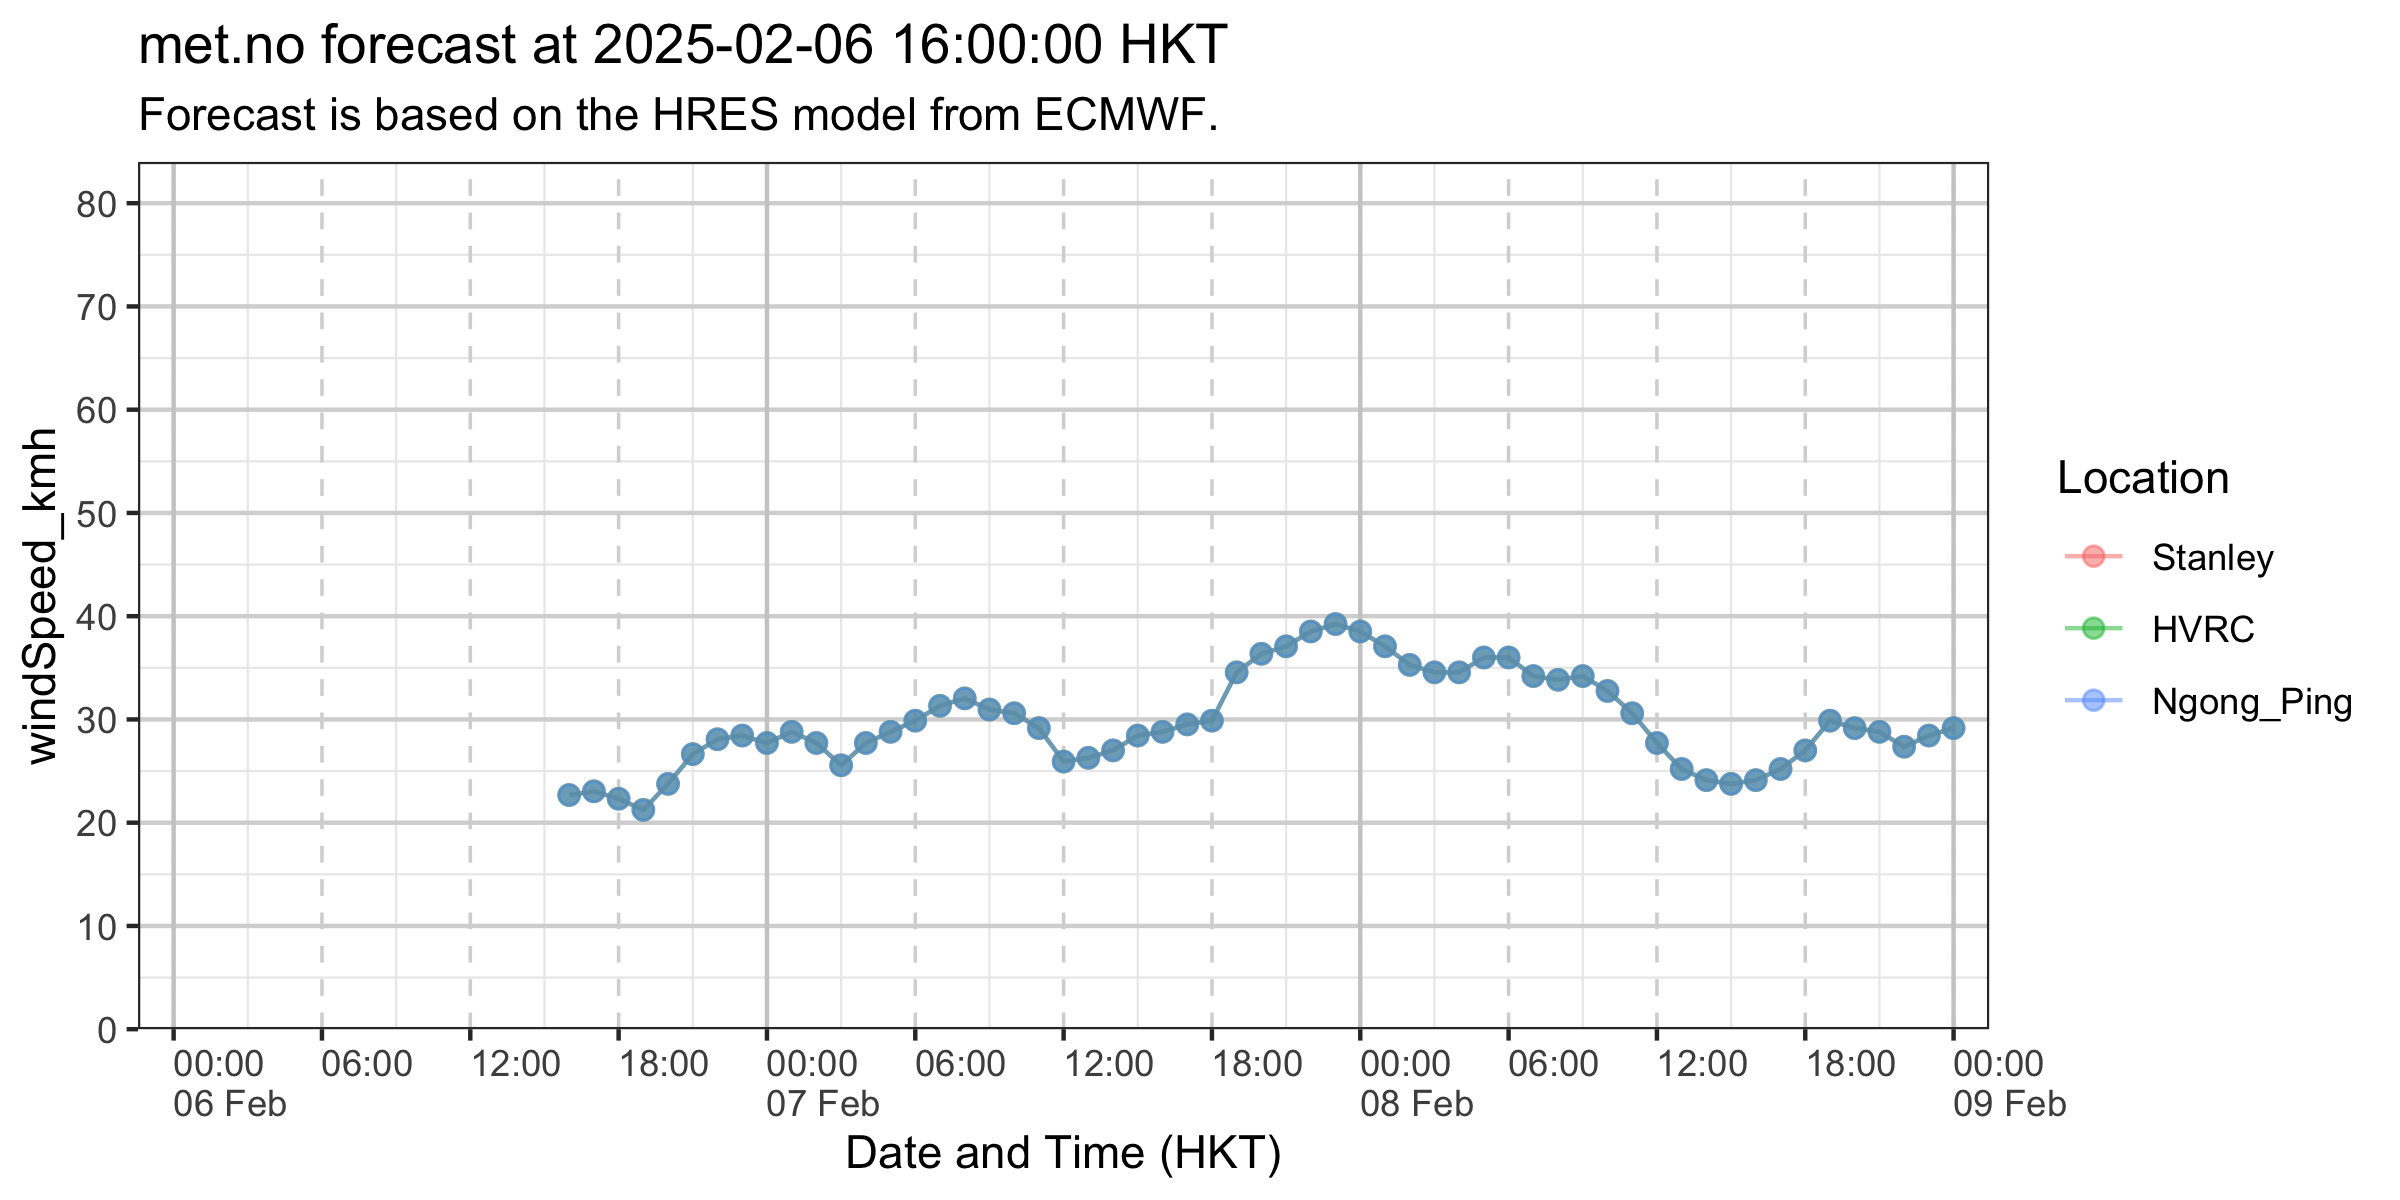 met.no forecast at 2025-02-06 16:00:00 HKT
Forecast is based on the HRES model from ECMWF.
windSpeed_kmh
80
70
60
50
40
30
20
10
0
00:00 06:00 12:00 18:00 00:00 06:00 12:00 18:00 00:00 06:00 12:00 18:00 00:00
06 Feb 07 Feb 08 Feb 09 Feb
Date and Time (HKT)
Location
Stanley
HVRC
Ngong_Ping